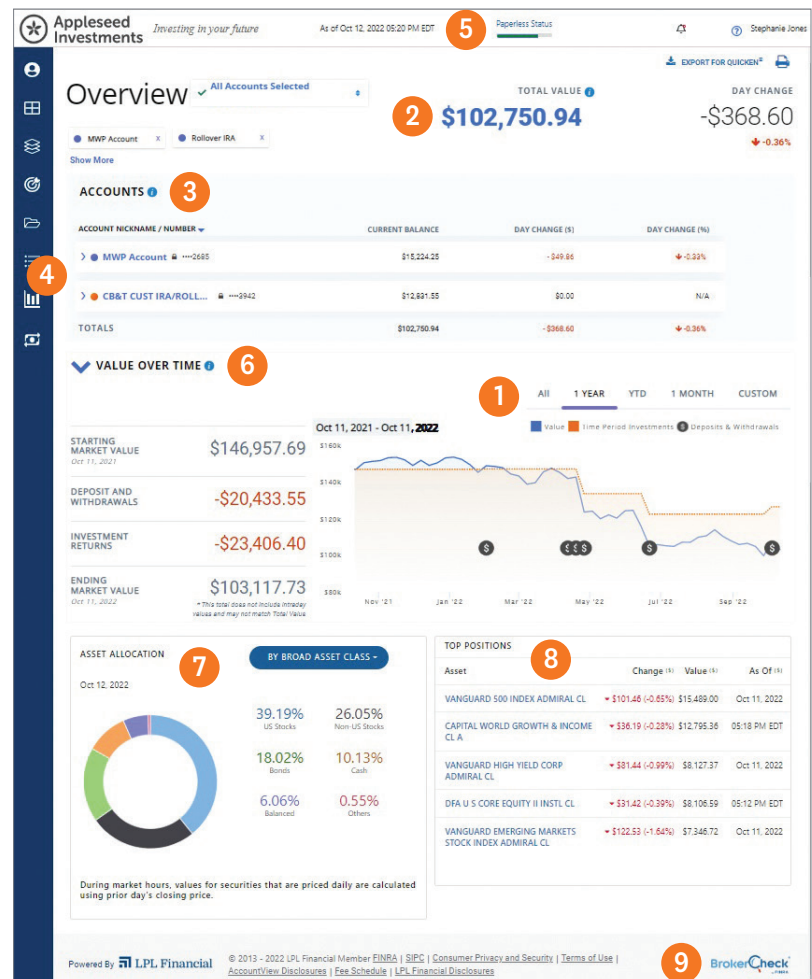 Appleseed Investments
Investing in your future
As of Oct 12, 2022 05:20 PM EDT
5
Paperless Status
Stephanie Jones
EXPORT FOR QUICKEN®
Overview
All Accounts Selected
TOTAL VALUE
DAY CHANGE
2
$102,750.94
-$368.60
-0.36%
MWP Account X
Rollover IRA X
Show More
ACCOUNTS
3
ACCOUNT NICKNAME / NUMBER CURRENT BALANCE DAY CHANGE ($) DAY CHANGE (%)
MWP Account ····2685 $15,224.25 - $49.86 -0.33%
4
CB&T CUST IRA/ROLL... ····3942 $12,931.55 $0.00 N/A
TOTALS $102,750.94 - $368.60 -0.36%
VALUE OVER TIME
6
1
All 1 YEAR YTD 1 MONTH CUSTOM
Oct 11, 2021 - Oct 11, 2022
Value Time Period Investments $ Deposits & Withdrawals
STARTING
MARKET VALUE
Oct 11, 2021
$146,957.69
DEPOSIT AND
WITHDRAWALS
-$20,433.55
INVESTMENT
RETURNS
-$23,406.40
ENDING
MARKET VALUE
Oct 11, 2022
$103,117.73
* This total does not include intraday
values and may not match Total Value
$160k
$140k
$120k
$100k
$80k
$ $ $ $ $ $
Nov '21 Jan '22 Mar '22 May '22 Jul '22 Sep '22
ASSET ALLOCATION
7
BY BROAD ASSET CLASS
Oct 12, 2022
39.19%
US Stocks
26.05%
Non-US Stocks
18.02%
Bonds
10.13%
Cash
6.06%
Balanced
0.55%
Others
During market hours, values for securities that are priced daily are calculated
using prior day's closing price.
TOP POSITIONS
8
Asset Change ($) Value ($) As Of ($)
VANGUARD 500 INDEX ADMIRAL CL $101.46 (-0.65%) $15,489.00 Oct 11, 2022
CAPITAL WORLD GROWTH & INCOME
CL A
$36.19 (-0.28%) $12,795.36 05:18 PM EDT
VANGUARD HIGH YIELD CORP
ADMIRAL CL
$81.44 (-0.99%) $8,127.37 Oct 11, 2022
DFA U S CORE EQUITY II INSTL CL $31.42 (-0.39%) $8,106.59 05:12 PM EDT
VANGUARD EMERGING MARKETS
STOCK INDEX ADMIRAL CL
$122.53 (-1.64%) $7,346.72 Oct 11, 2022
Powered By LPL Financial
© 2013 - 2022 LPL Financial Member FINRA | SIPC | Consumer Privacy and Security | Terms of Use |
AccountView Disclosures | Fee Schedule | LPL Financial Disclosures
9
BrokerCheck